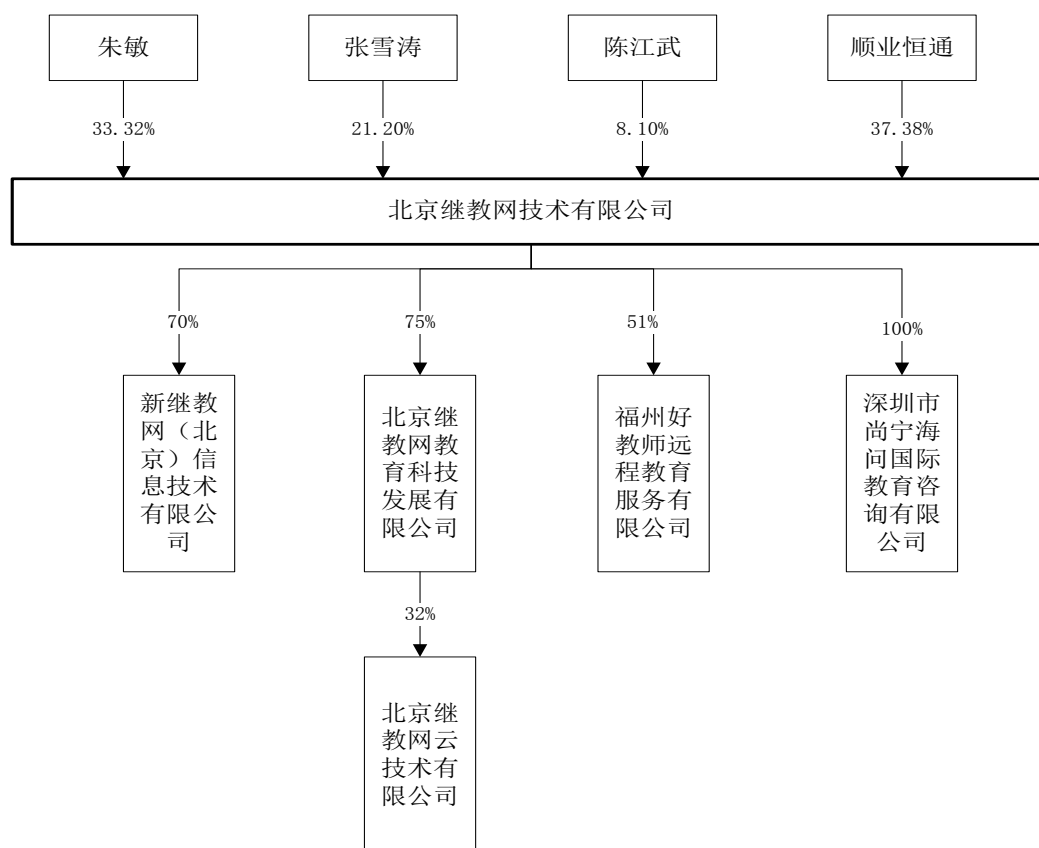 朱敏
张雪涛
陈江武
顺业恒通
33.32%
21.20%
8.10%
37.38%
北京继教网技术有限公司
70%
75%
51%
100%
新继教
网（北
京）信
息技术
有限公
司
北京继
教网教
育科技
发展有
限公司
福州好
教师远
程教育
服务有
限公司
深圳市
尚宁海
问国际
教育咨
询有限
公司
32%
北京继
教网云
技术有
限公司